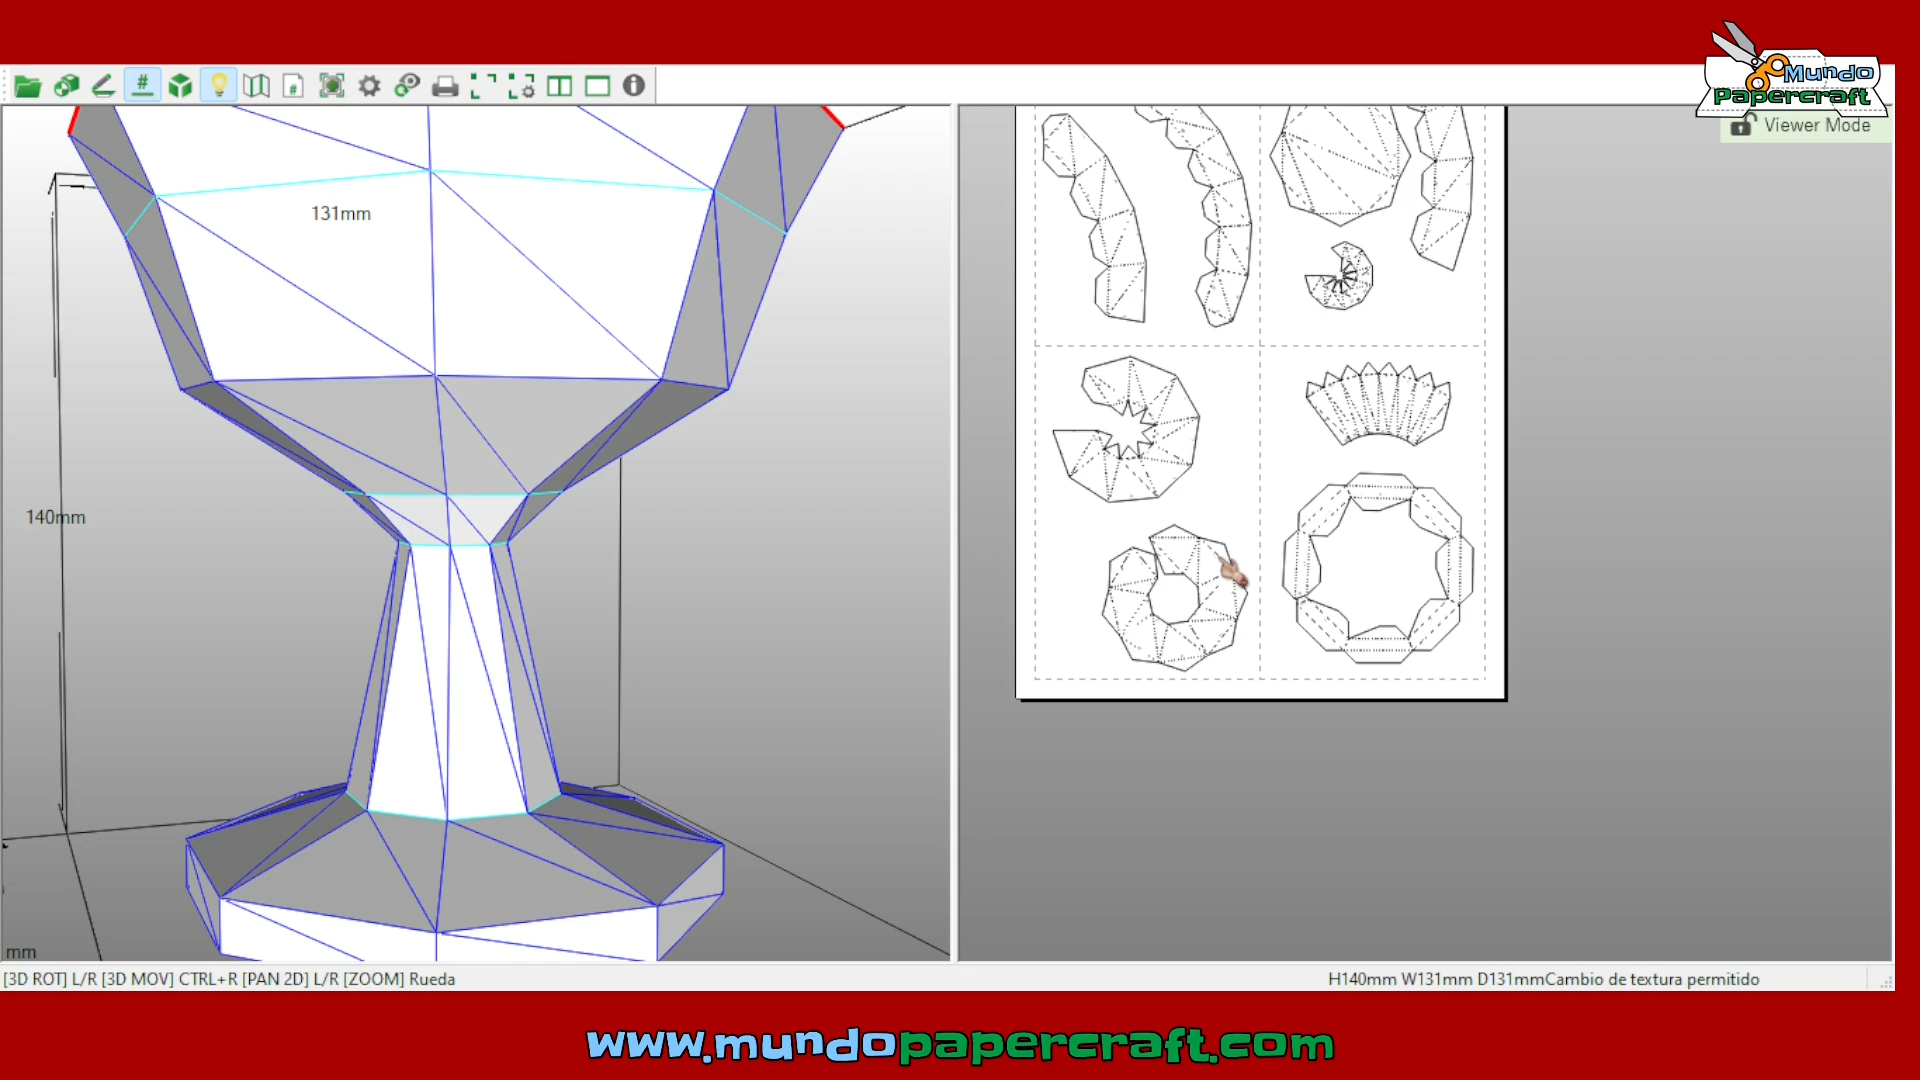 Mundo
Papercraft
Viewer Mode
131mm
140mm
mm
[3D ROT] L/R [3D MOV] CTRL+R [PAN 2D] L/R [ZOOM] Rueda
H140mm W131mm D131mmCambio de textura permitido
www.mundopapercraft.com